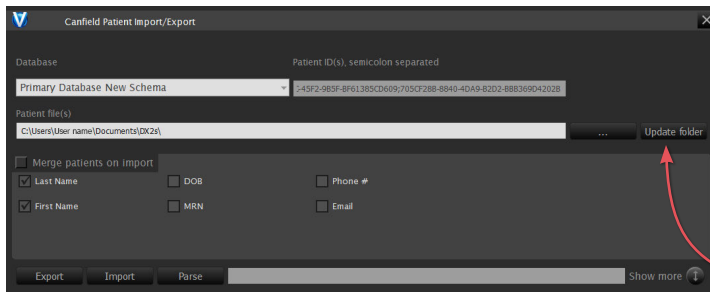 Canfield Patient Import/Export
Database
Patient ID(s), semicolon separated
Primary Database New Schema
:-45F2-9B5F-BF61385CD609;705CF288-8840-4DA9-B2D2-8BB369D4202B
Patient file(s)
C:\Users\User name\Documents\DX2s\
...
Update folder
Merge patients on import
Last Name
DOB
Phone #
First Name
MRN
Email
Export
Import
Parse
Show more